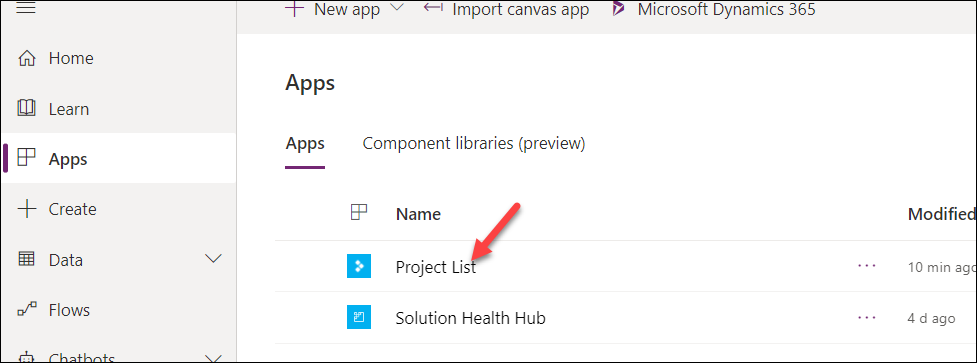 New app
Import canvas app
Microsoft Dynamics 365
Home
Learn
Apps
Create
Data
Flows
Chatbots
Apps
Apps
Component libraries (preview)
Name
Modified
Project List
... 10 min ago
Solution Health Hub
... 4 d ago